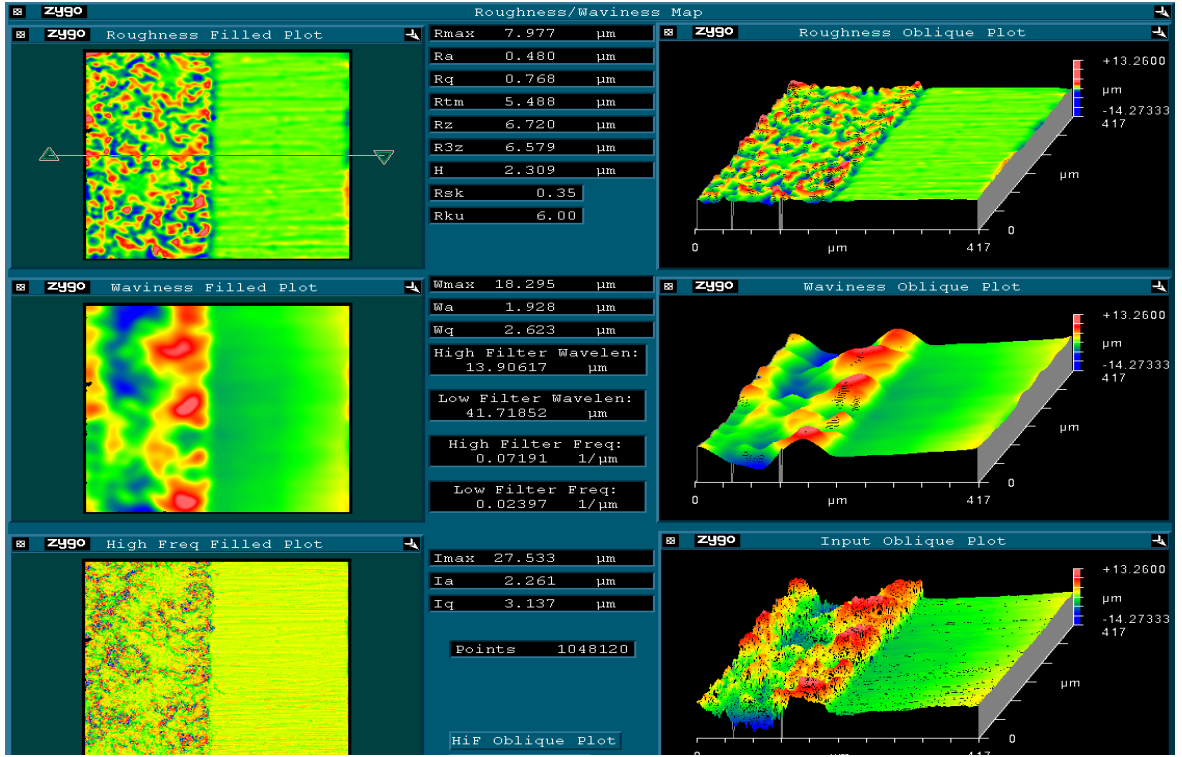 zygo Roughness/Waviness Map
zygo Roughness Filled Plot
Rmax 7.977 µm
Ra 0.480 µm
Rq 0.768 µm
Rtm 5.488 µm
Rz 6.720 µm
R3z 6.579 µm
H 2.309 µm
Rsk 0.35
Rku 6.00
zygo Roughness Oblique Plot
+13.2600
µm
-14.27333
417
µm
0
0 µm 417
zygo Waviness Filled Plot
Wmax 18.295 µm
Wa 1.928 µm
Wq 2.623 µm
High Filter Wavelen:
13.90617 µm
Low Filter Wavelen:
41.71852 µm
High Filter Freq:
0.07191 1/µm
Low Filter Freq:
0.02397 1/µm
zygo Waviness Oblique Plot
+13.2600
µm
-14.27333
417
µm
0
0 µm 417
zygo High Freq Filled Plot
Imax 27.533 µm
Ia 2.261 µm
Iq 3.137 µm
Points 1048120
HiF Oblique Plot
zygo Input Oblique Plot
+13.2600
µm
-14.27333
417
µm
0
0 µm 417